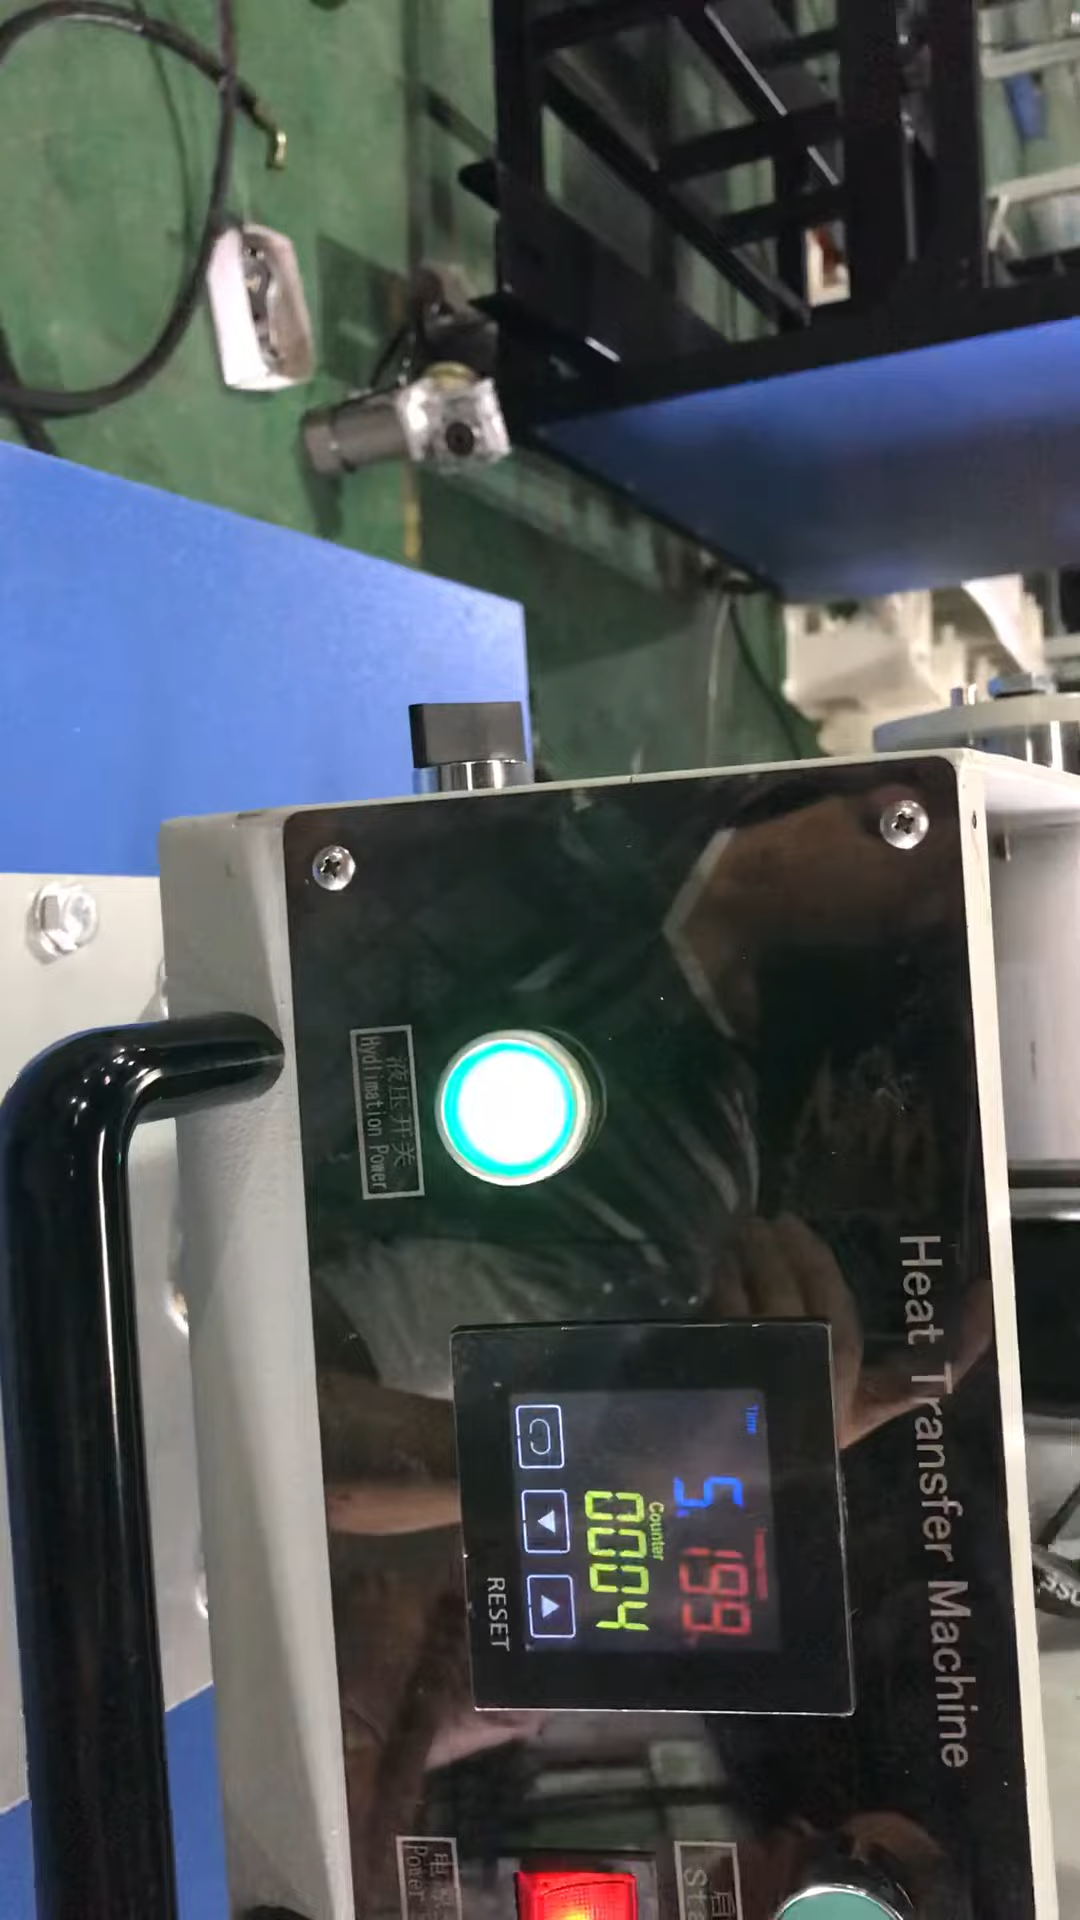 Heat Transfer Machine
Time
5.
199
Counter
0004
RESET
液压开关
Hydlimation Power
Power